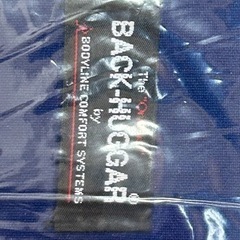 The
BACK-HUGGAR®
by
BODYLINE COMFORT SYSTEMS